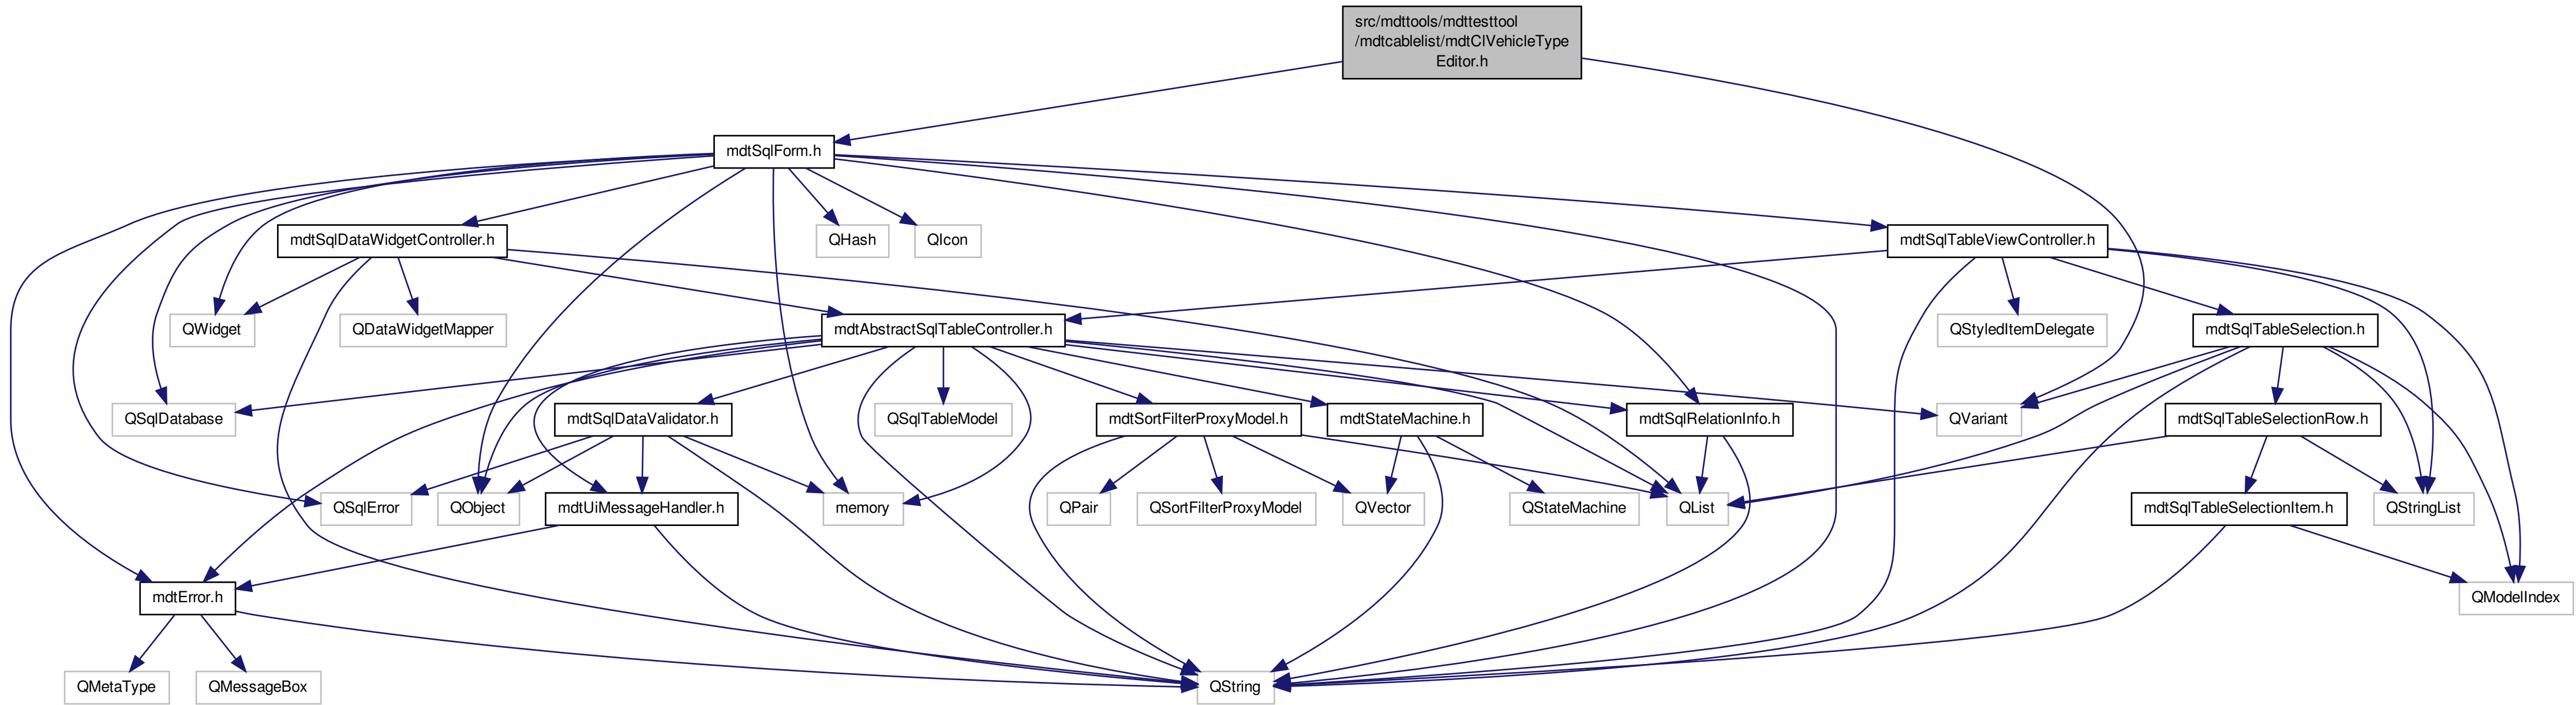 src/mdttools/mdttesttool
/mdtcablelist/mdtClVehicleType
Editor.h
mdtSqlForm.h
mdtSqlDataWidgetController.h
QHash
QIcon
mdtSqlTableViewController.h
QWidget
QDataWidgetMapper
mdtAbstractSqlTableController.h
QStyledItemDelegate
mdtSqlTableSelection.h
QSqlDatabase
mdtSqlDataValidator.h
QSqlTableModel
mdtSortFilterProxyModel.h
mdtStateMachine.h
mdtSqlRelationInfo.h
QVariant
mdtSqlTableSelectionRow.h
QSqlError
QObject
mdtUiMessageHandler.h
memory
QPair
QSortFilterProxyModel
QVector
QStateMachine
QList
mdtSqlTableSelectionItem.h
QStringList
mdtError.h
QModelIndex
QMetaType
QMessageBox
QString